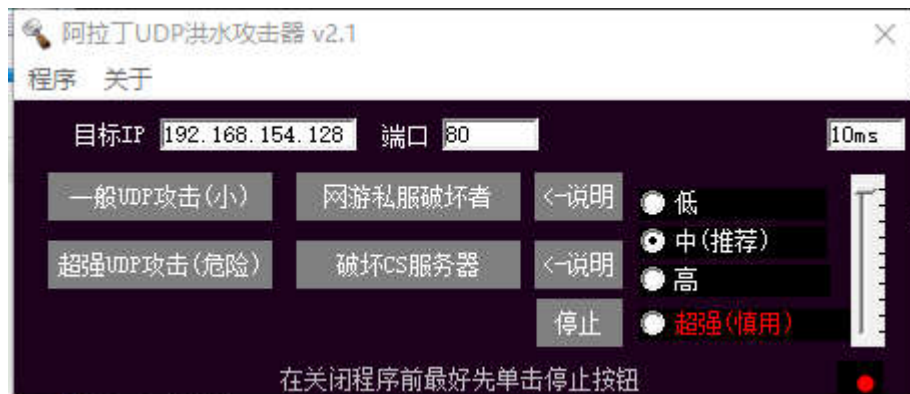 阿拉丁UDP洪水攻击器 v2.1
程序 关于
目标IP 192.168.154.128 端口 80 10ms
一般UDP攻击(小) 网游私服破坏者 <-说明 低
中(推荐)
超强UDP攻击(危险) 破坏CS服务器 <-说明 高
停止 超强(慎用)
在关闭程序前最好先单击停止按钮